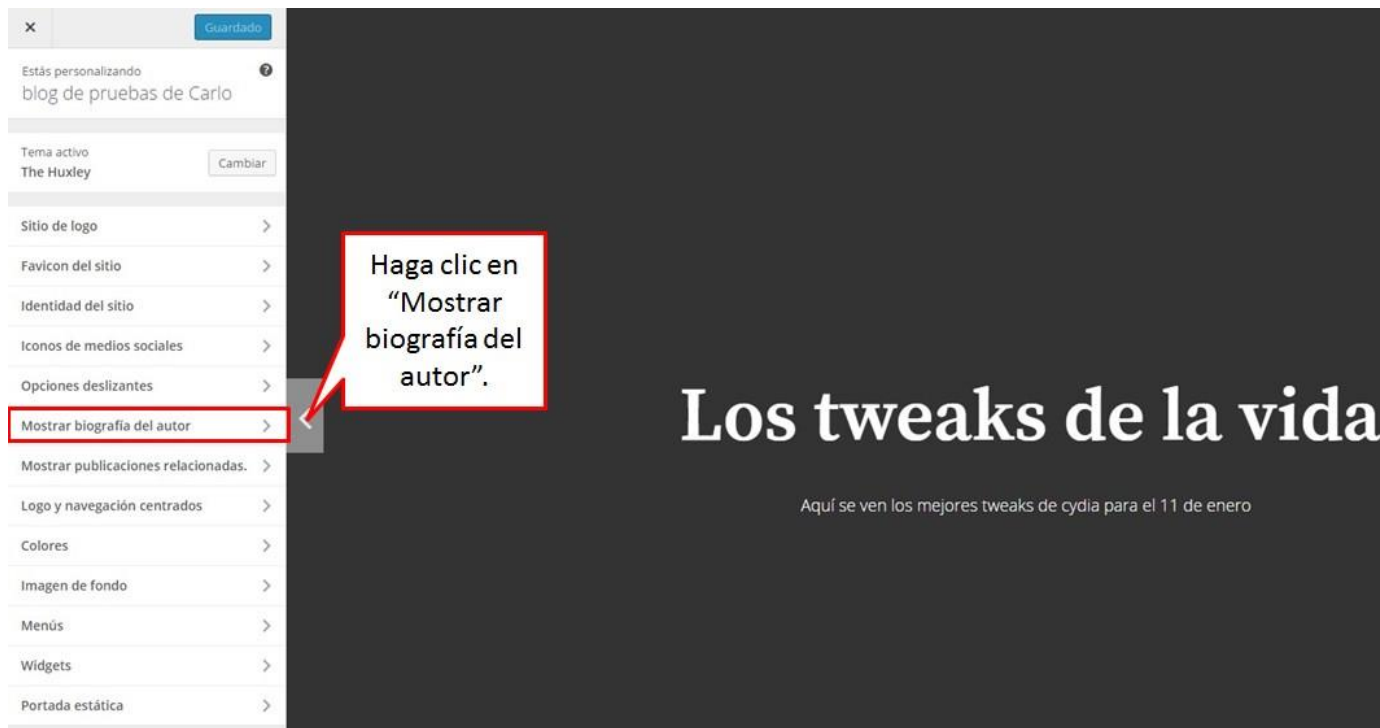 Guardado
Estás personalizando
blog de pruebas de Carlo
Tema activo
The Huxley
Cambiar
Sitio de logo
Favicon del sitio
Identidad del sitio
Iconos de medios sociales
Opciones deslizantes
Mostrar biografía del autor
Mostrar publicaciones relacionadas.
Logo y navegación centrados
Colores
Imagen de fondo
Menús
Widgets
Portada estática
Haga clic en
“Mostrar
biografía del
autor”.
Los tweaks de la vida
Aquí se ven los mejores tweaks de cydia para el 11 de enero